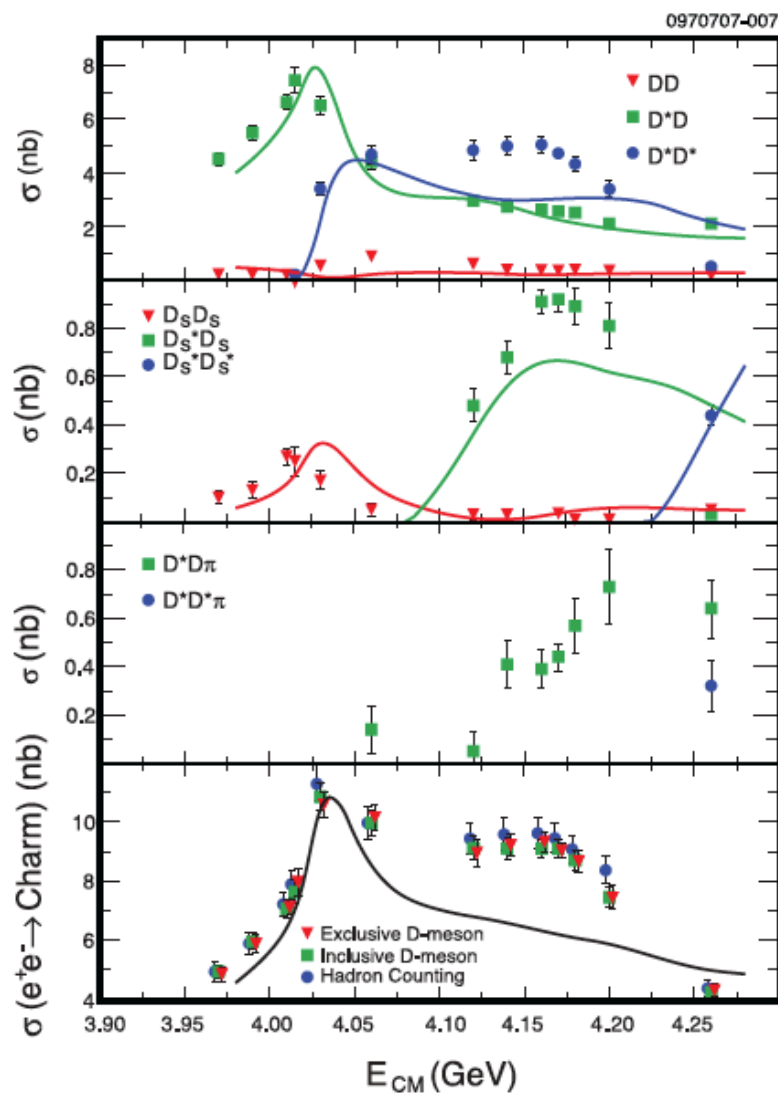 0970707-007
8
6
4
2
σ (nb)
DD
D*D
D*D*
0.8
0.6
0.4
0.2
σ (nb)
DSDS
DS*DS
DS*DS*
0.8
0.6
0.4
0.2
σ (nb)
D*Dπ
D*D*π
10
8
6
4
σ (e+e-→Charm) (nb)
Exclusive D-meson
Inclusive D-meson
Hadron Counting
3.90 3.95 4.00 4.05 4.10 4.15 4.20 4.25
ECM (GeV)